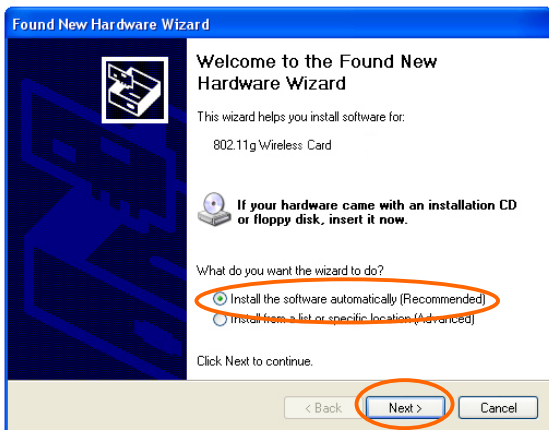 Found New Hardware Wizard
Welcome to the Found New
Hardware Wizard
This wizard helps you install software for:
802.11g Wireless Card
If your hardware came with an installation CD
or floppy disk, insert it now.
What do you want the wizard to do?
Install the software automatically (Recommended)
Install from a list or specific location (Advanced)
Click Next to continue.
< Back
Next >
Cancel